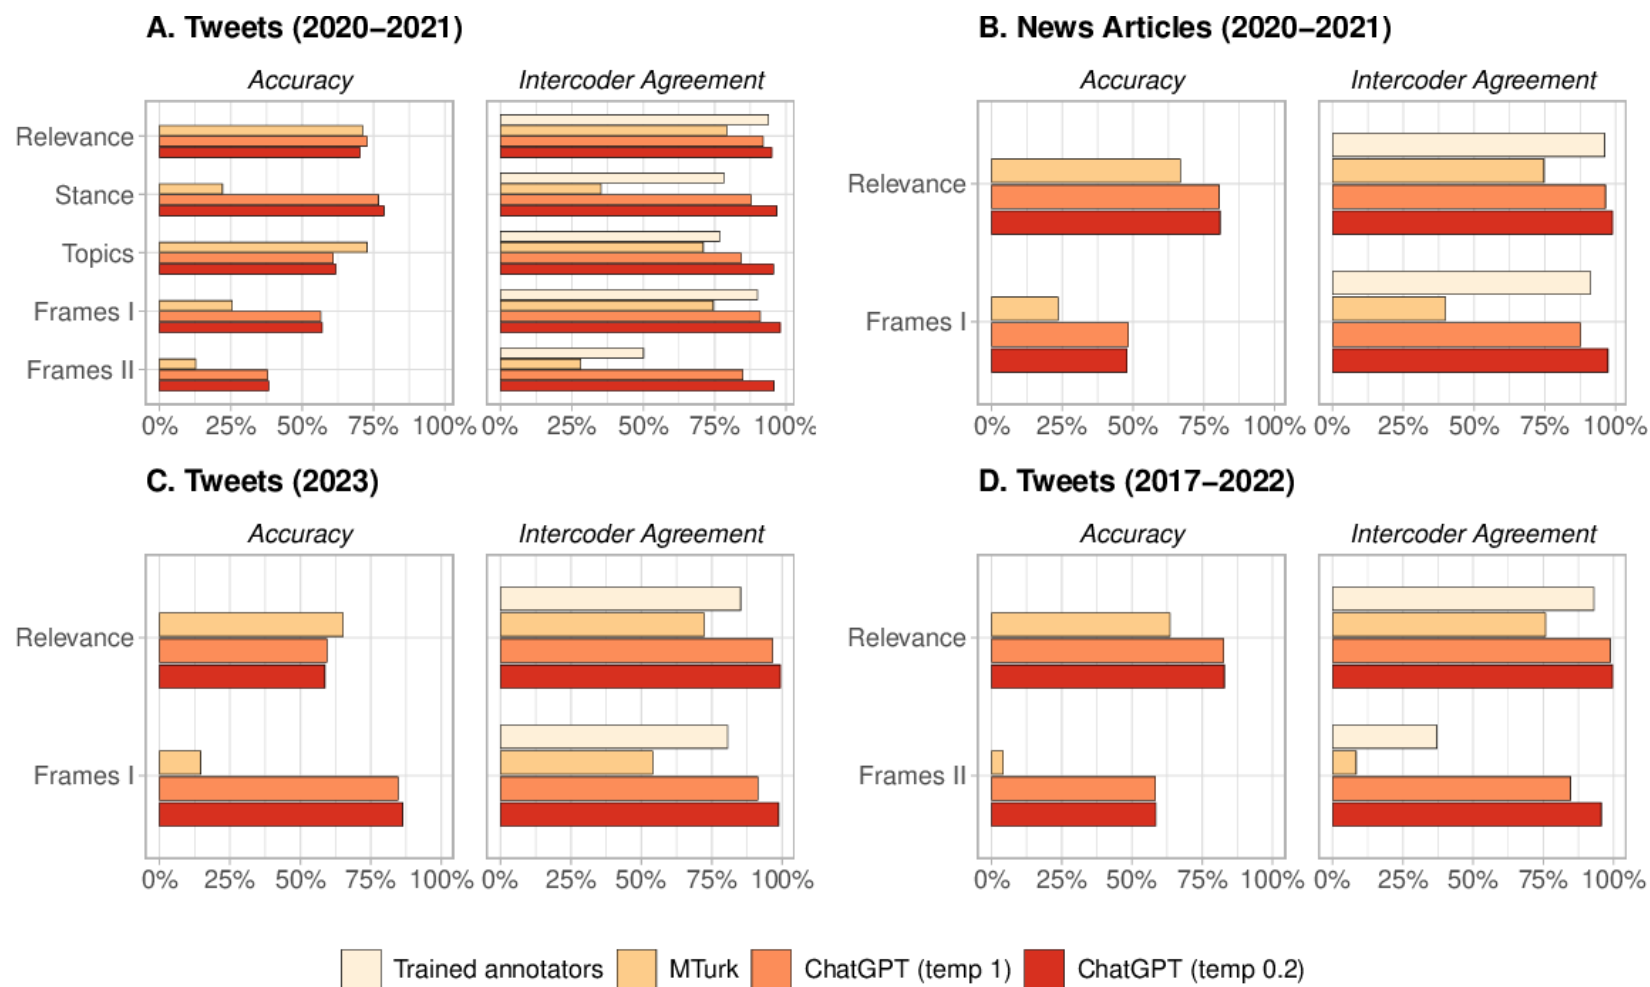 A. Tweets (2020–2021)
Accuracy
Intercoder Agreement
Relevance
Stance
Topics
Frames I
Frames II
0% 25% 50% 75% 100%
0% 25% 50% 75% 100%
B. News Articles (2020–2021)
Accuracy
Intercoder Agreement
Relevance
Frames I
0% 25% 50% 75% 100%
0% 25% 50% 75% 100%
C. Tweets (2023)
Accuracy
Intercoder Agreement
Relevance
Frames I
0% 25% 50% 75% 100%
0% 25% 50% 75% 100%
D. Tweets (2017–2022)
Accuracy
Intercoder Agreement
Relevance
Frames II
0% 25% 50% 75% 100%
0% 25% 50% 75% 100%
Trained annotators MTurk ChatGPT (temp 1) ChatGPT (temp 0.2)